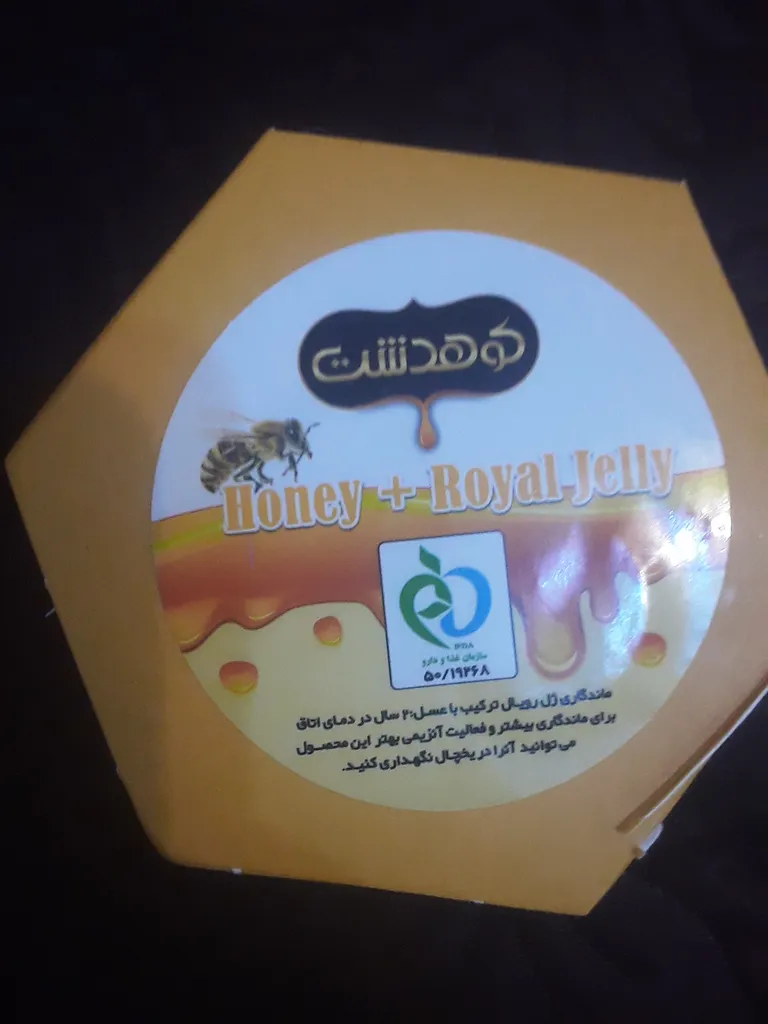 کوهدشت
Honey + Royal Jelly
IFDA
سازمان غذا و دارو
۵۰/۱۹۲۶۸
ماندگاری ژل رویال ترکیب با عسل:۲ سال در دمای اتاق
برای ماندگاری بیشتر و فعالیت آنزیمی بهتر این محصول
می توانید آنرا در یخچال نگهداری کنید.